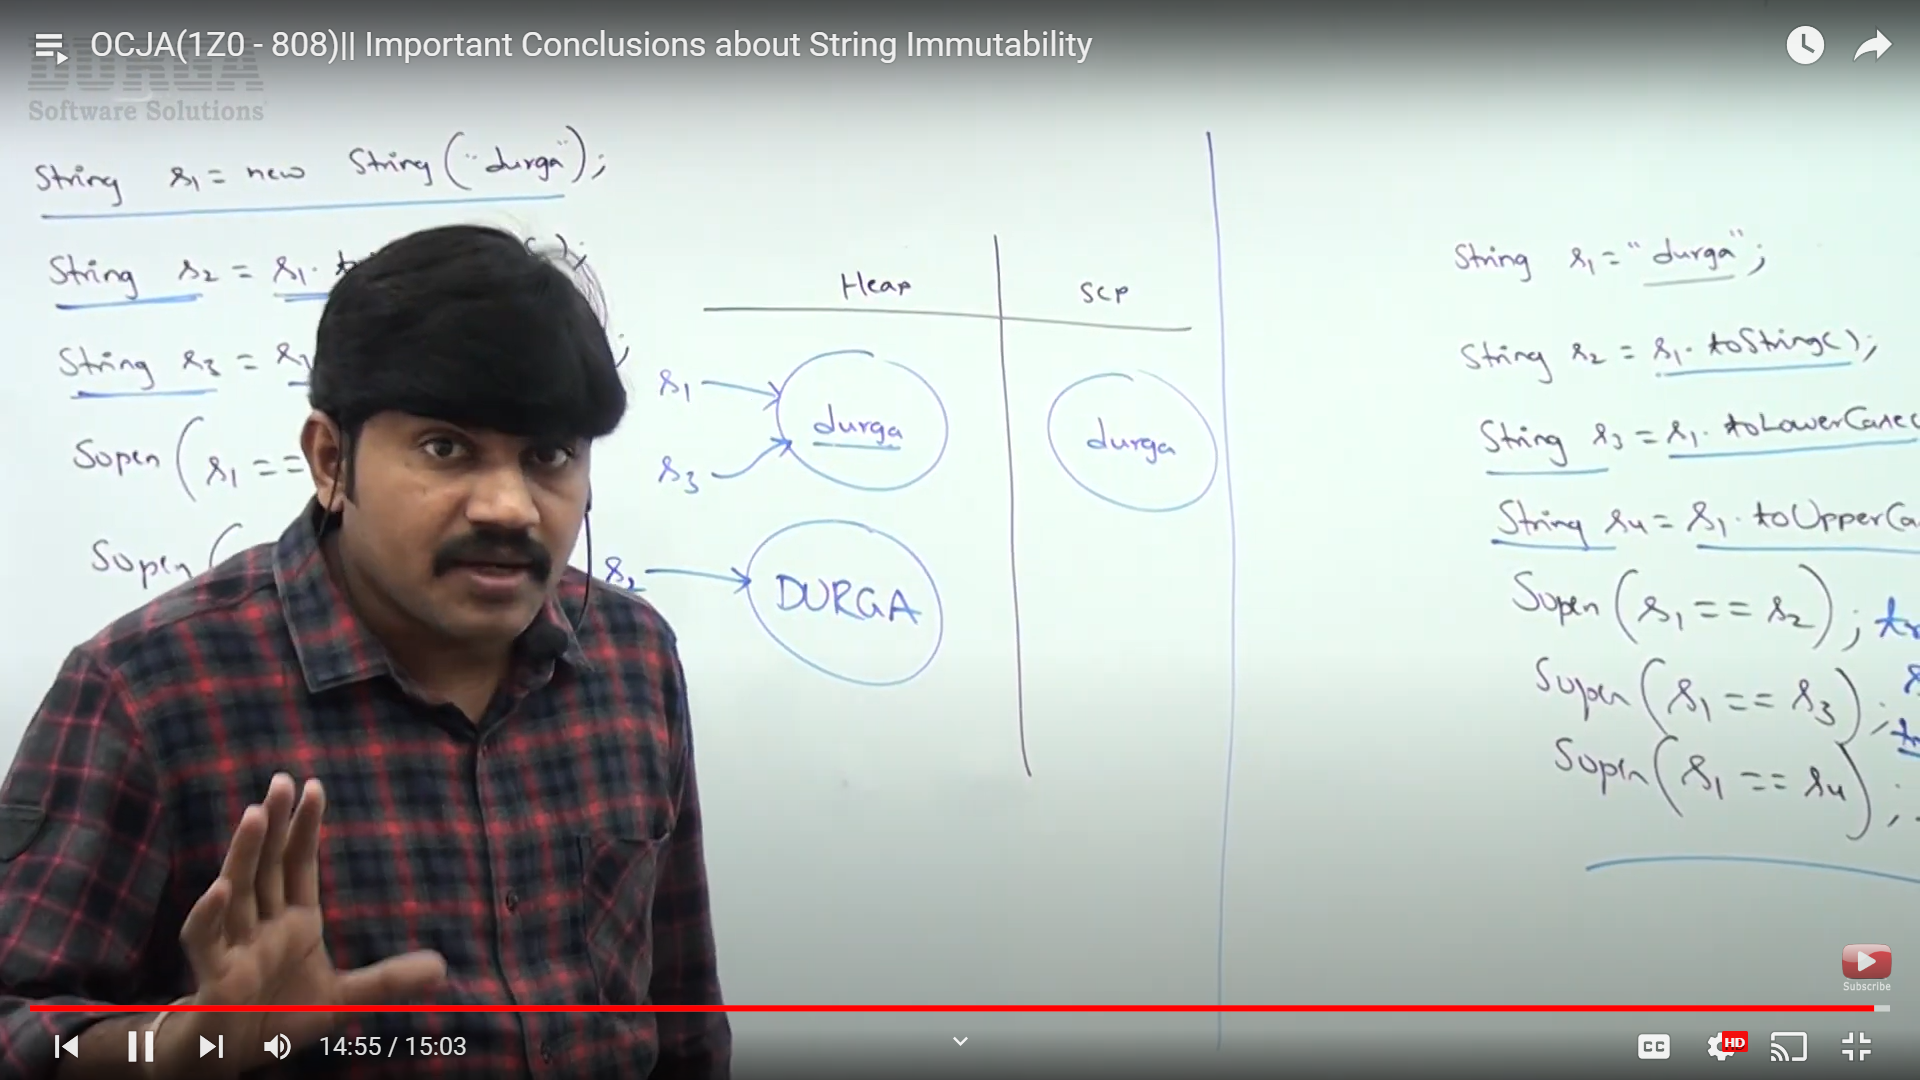 OCJA(1Z0 - 808)|| Important Conclusions about String Immutability
DURGA
Software Solutions
String s1 = new String("durga");
String s2 = s1.
String s3 = s1
Sopln(s1 ==
Sopln(
Heap
SCP
s1
durga
s3
durga
s2
DURGA
String s1 = "durga";
String s2 = s1.toString();
String s3 = s1.toLowerCase(
String s4 = s1.toUpperCa
Sopln(s1 == s2);
Sopln(s1 == s3);
Sopln(s1 == s4);
Subscribe
14:55 / 15:03
CC
HD